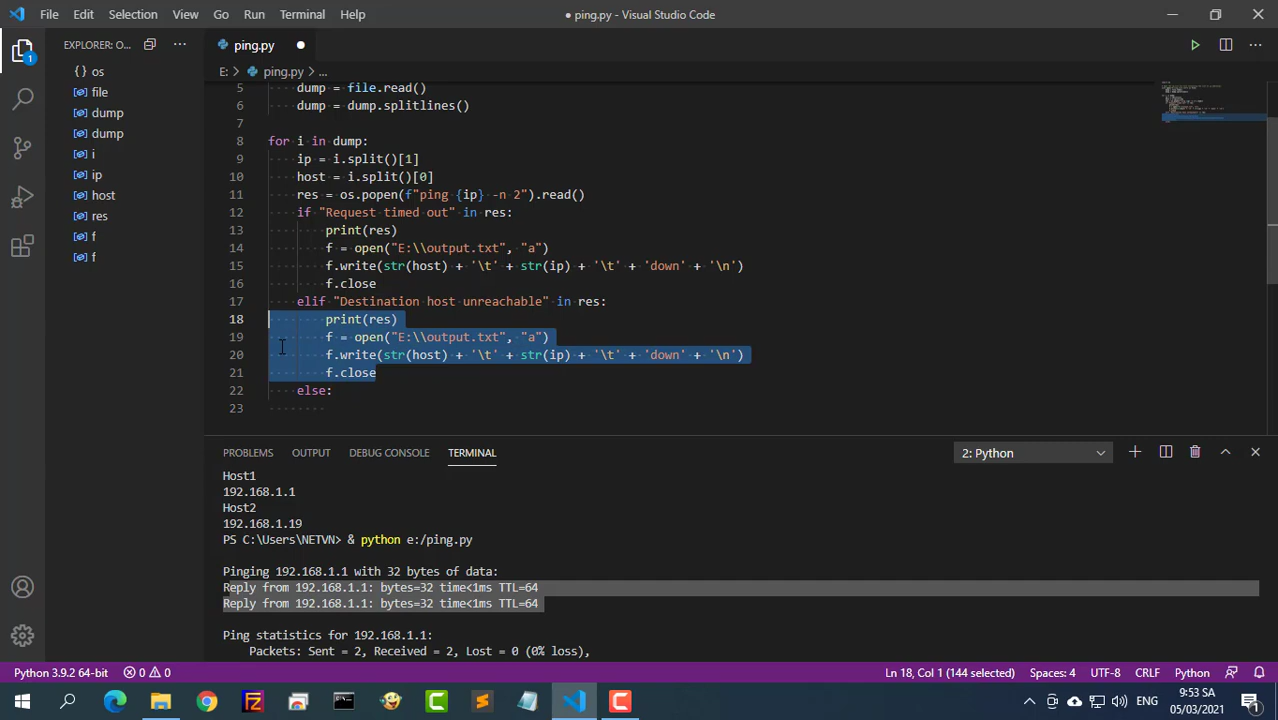 File Edit Selection View Go Run Terminal Help
● ping.py - Visual Studio Code
EXPLORER: O...
ping.py
E: > ping.py > ...
os
file
dump
dump
i
ip
host
res
f
f
5 dump = file.read()
6 dump = dump.splitlines()
7
8 for i in dump:
9 ip = i.split()[1]
10 host = i.split()[0]
11 res = os.popen(f"ping {ip} -n 2").read()
12 if "Request timed out" in res:
13 print(res)
14 f = open("E:\\output.txt", "a")
15 f.write(str(host) + '\t' + str(ip) + '\t' + 'down' + '\n')
16 f.close
17 elif "Destination host unreachable" in res:
18 print(res)
19 f = open("E:\\output.txt", "a")
20 f.write(str(host) + '\t' + str(ip) + '\t' + 'down' + '\n')
21 f.close
22 else:
23
PROBLEMS OUTPUT DEBUG CONSOLE TERMINAL
2: Python
Host1
192.168.1.1
Host2
192.168.1.19
PS C:\Users\NETVN> & python e:/ping.py
Pinging 192.168.1.1 with 32 bytes of data:
Reply from 192.168.1.1: bytes=32 time<1ms TTL=64
Reply from 192.168.1.1: bytes=32 time<1ms TTL=64
Ping statistics for 192.168.1.1:
Packets: Sent = 2, Received = 2, Lost = 0 (0% loss),
Python 3.9.2 64-bit 0 0
Ln 18, Col 1 (144 selected) Spaces: 4 UTF-8 CRLF Python
ENG
9:53 SA
05/03/2021